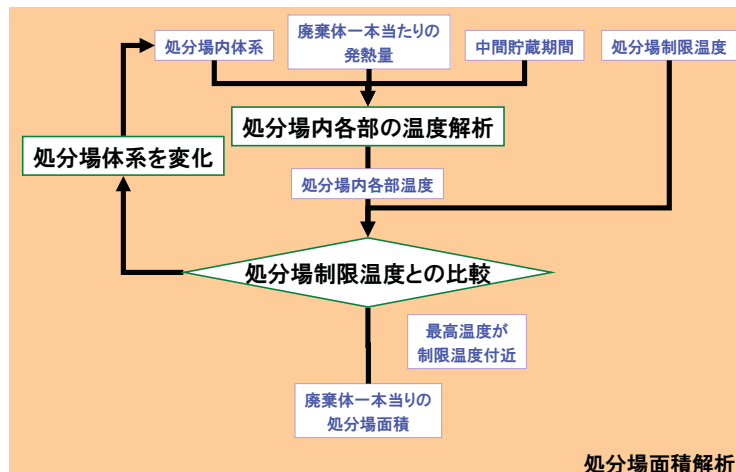 処分場内体系
廃棄体一本当たりの
発熱量
中間貯蔵期間
処分場制限温度
処分場内各部の温度解析
処分場体系を変化
処分場内各部温度
処分場制限温度との比較
最高温度が
制限温度付近
廃棄体一本当りの
処分場面積
処分場面積解析